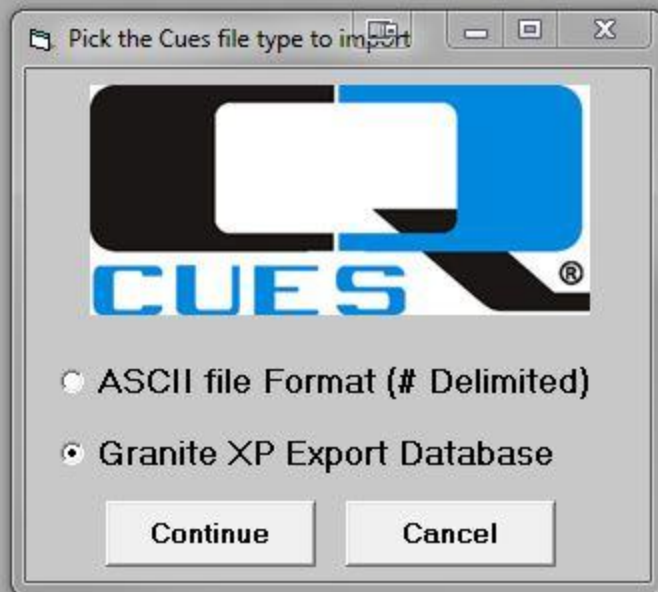 Pick the Cues file type to import
CUES ®
ASCII file Format (# Delimited)
Granite XP Export Database
Continue Cancel